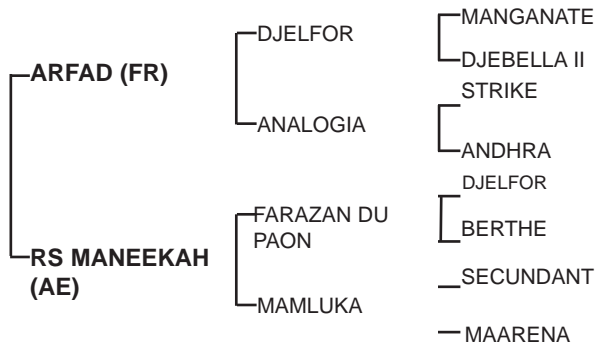 MANGANATE
DJELFOR
DJEBELLA II
ARFAD (FR)
STRIKE
ANALOGIA
ANDHRA
DJELFOR
FARAZAN DU
PAON
BERTHE
RS MANEEKAH
(AE)
SECUNDANT
MAMLUKA
MAARENA